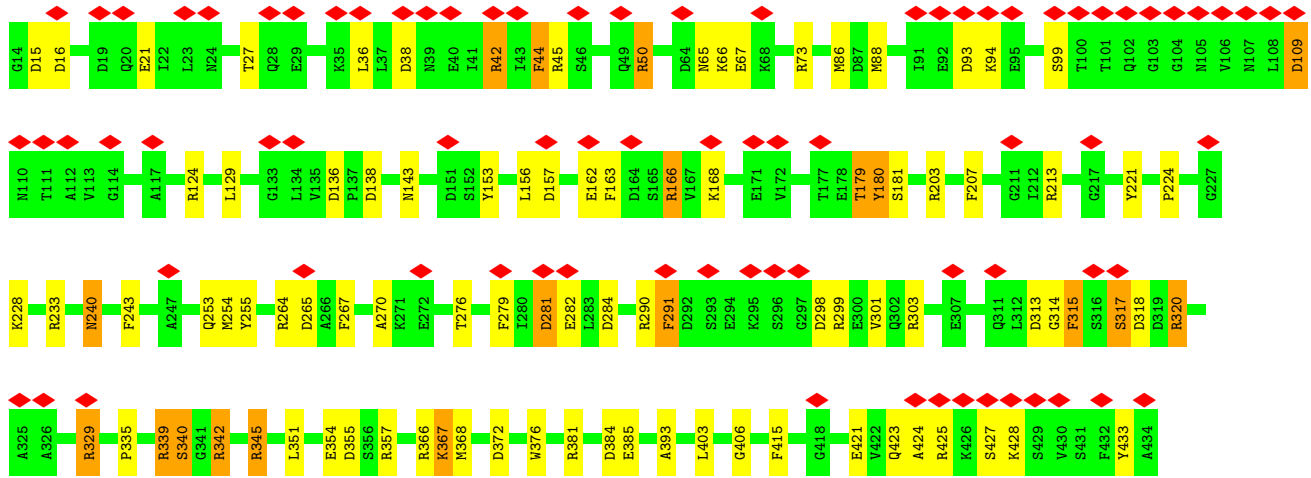 G14 D15 D16 D19 Q20 E21 I22 L23 N24 T27 Q28 E29 K35 L36 L37 D38 N39 E40 I41 R42 I43 F44 R45 S46 Q49 R50 D64 N65 K66 E67 K68 R73 M86 D87 M88 I91 E92 D93 K94 E95 S99 T100 T101 Q102 G103 G104 N105 V106 N107 L108 D109
N110 T111 A112 V113 G114 A117 R124 L129 G133 L134 V135 D136 P137 D138 N143 D151 S152 Y153 L156 D157 E162 F163 D164 S165 R166 V167 K168 E171 V172 T177 E178 T179 Y180 S181 R203 F207 G211 I212 R213 G217 Y221 P224 G227
K228 R233 N240 F243 A247 Q253 M254 Y255 R264 D265 A266 F267 A270 K271 E272 T276 F279 I280 D281 E282 L283 D284 R290 F291 D292 S293 E294 K295 S296 G297 D298 R299 E300 V301 Q302 R303 E307 Q311 L312 D313 G314 F315 S316 S317 D318 D319 R320
A325 A326 R329 P335 R339 S340 G341 R342 R345 L351 E354 D355 S356 R357 R366 K367 M368 D372 W376 R381 D384 E385 A393 L403 G406 F415 G418 E421 V422 Q423 A424 R425 K426 S427 K428 S429 V430 S431 F432 Y433 A434